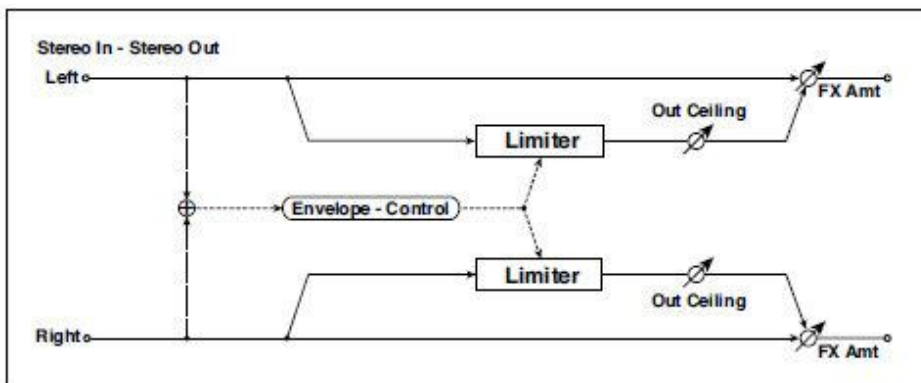 Stereo In - Stereo Out
Left
FX Amt
Out Ceiling
Limiter
Envelope - Control
Limiter
Out Ceiling
Right
FX Amt